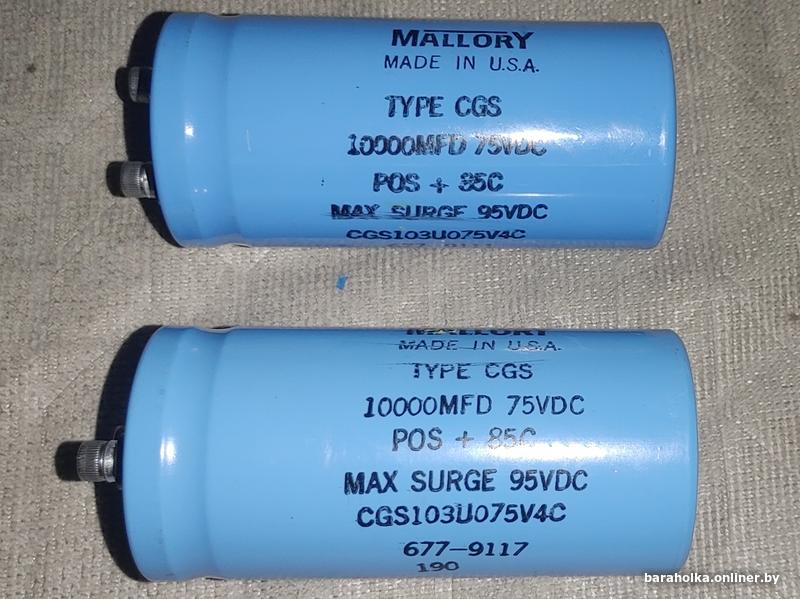 MALLORY
MADE IN U.S.A.
TYPE CGS
10000MFD 75VDC
POS + 85C
MAX SURGE 95VDC
CGS103U075V4C
MALLORY
MADE IN U.S.A.
TYPE CGS
10000MFD 75VDC
POS + 85C
MAX SURGE 95VDC
CGS103U075V4C
677-9117
190
baraholka.onliner.by